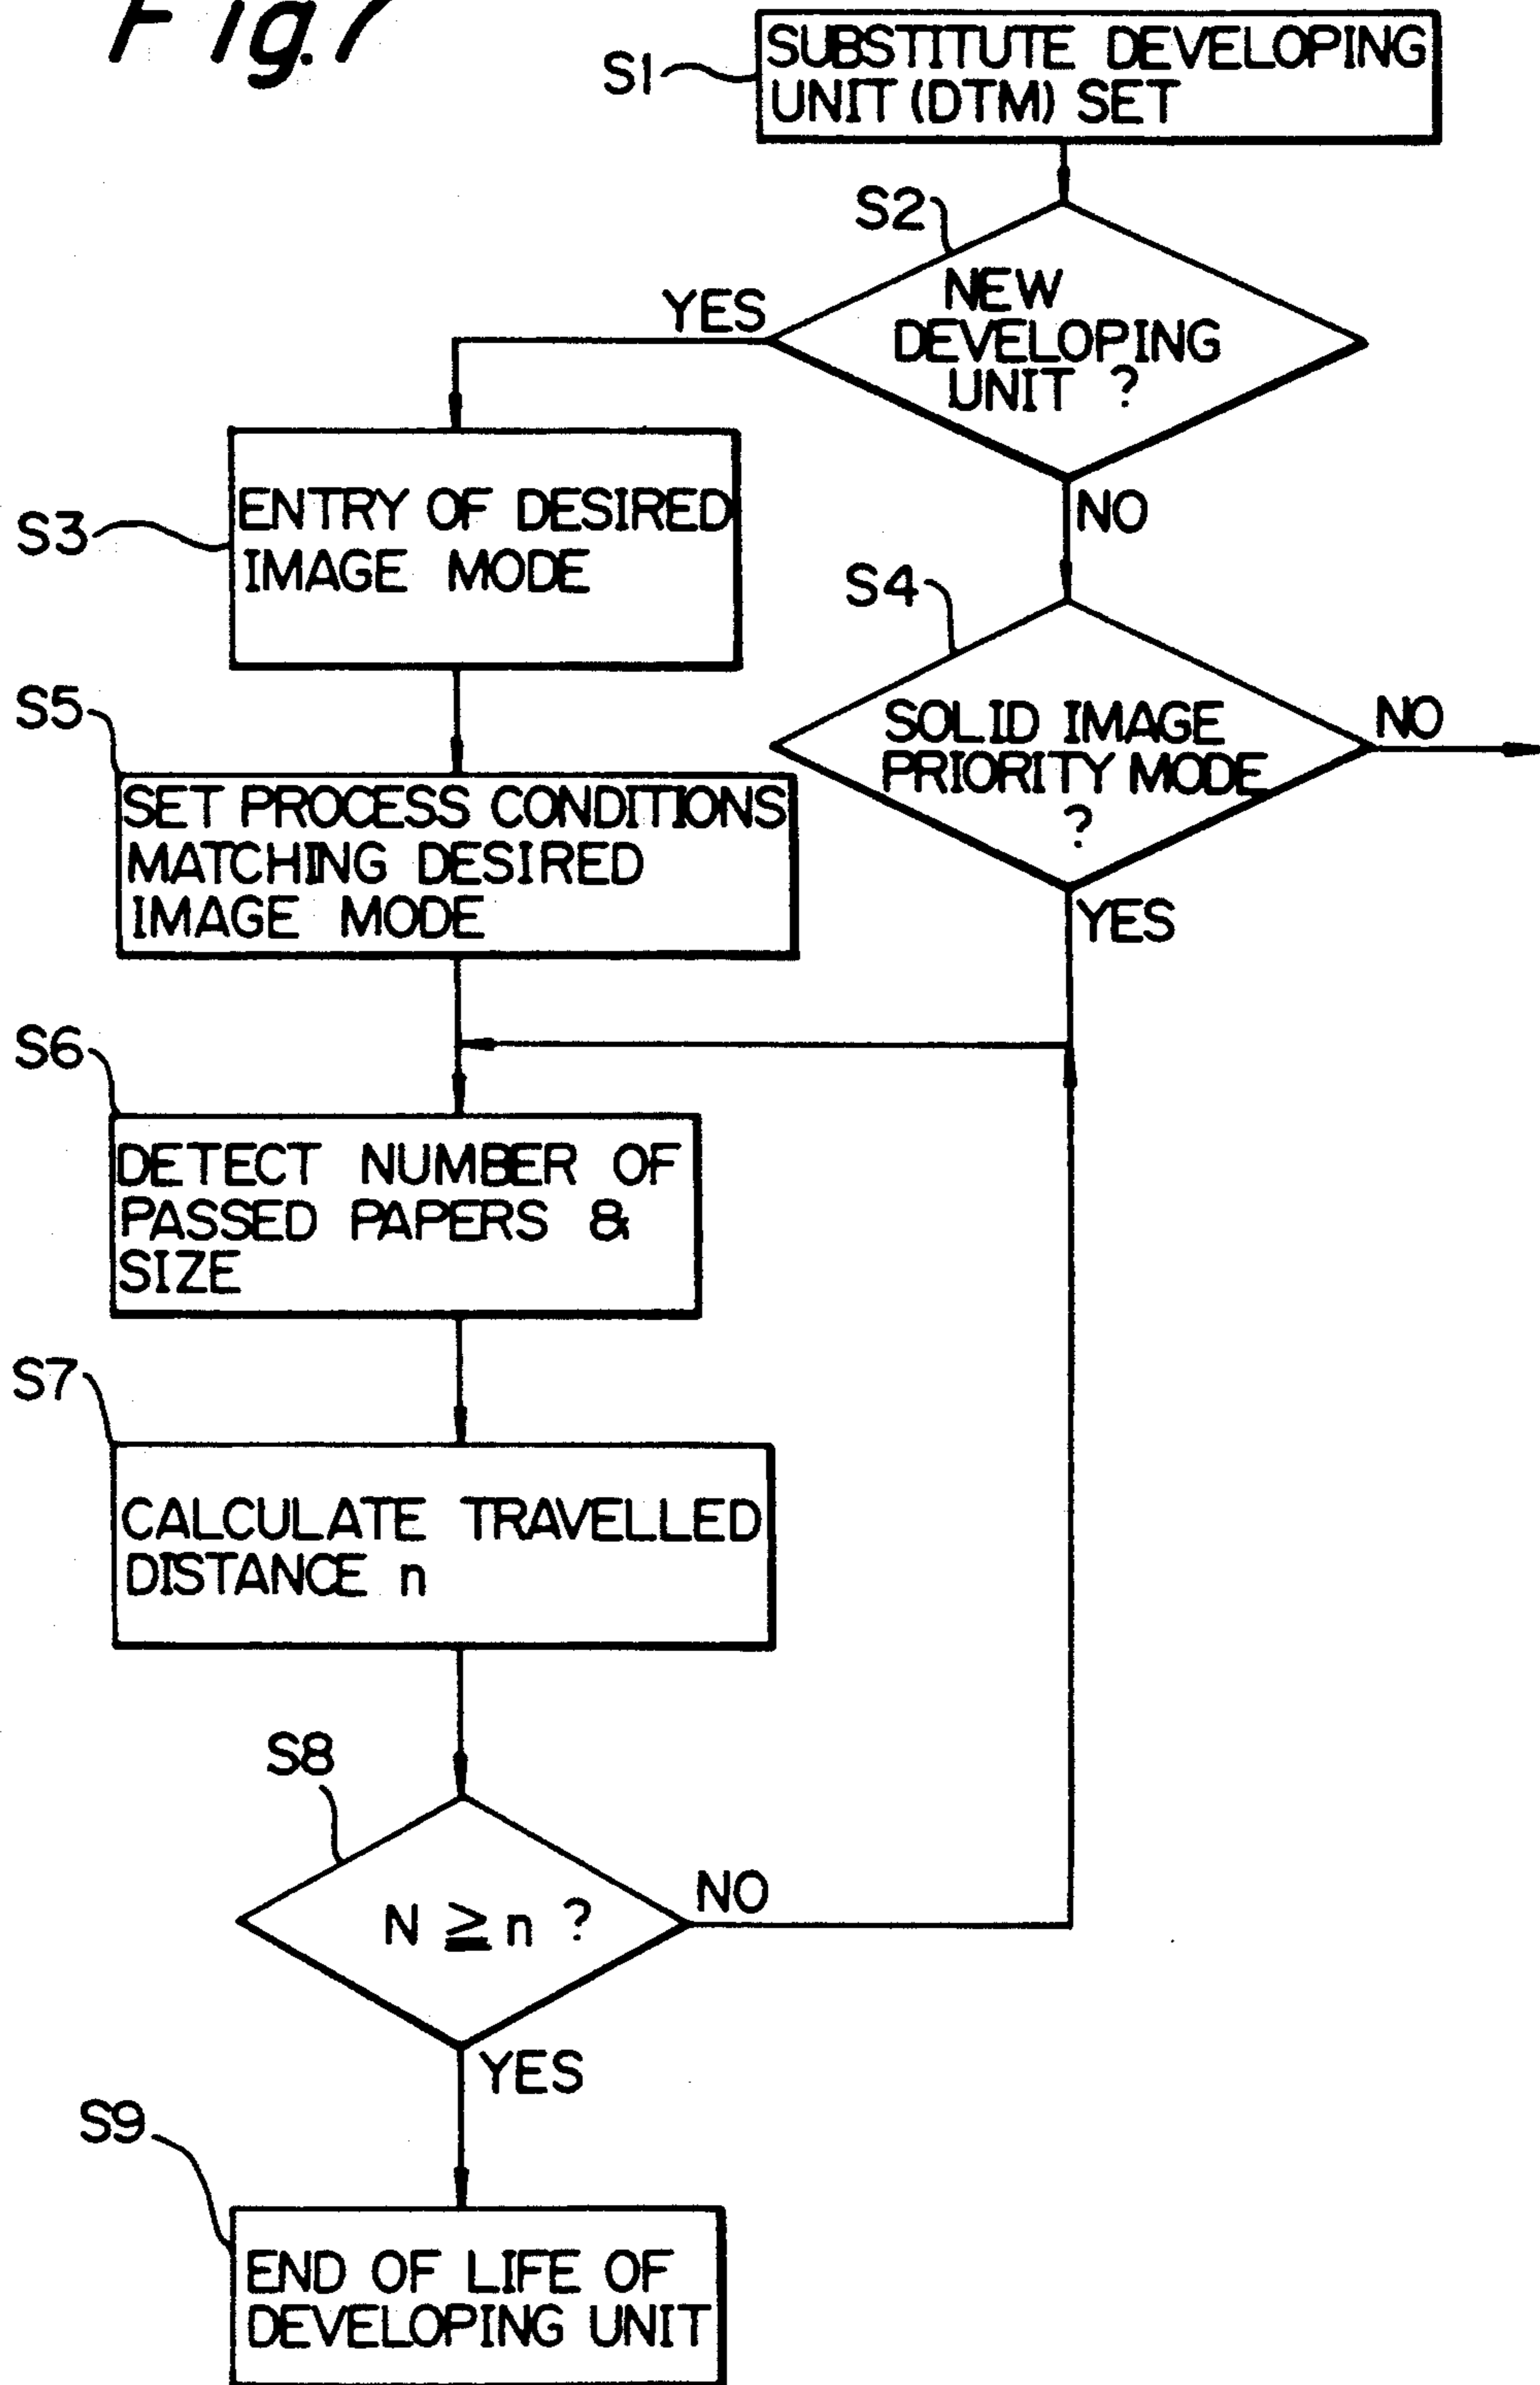 Fig. 7
S1
SUBSTITUTE DEVELOPING
UNIT (DTM) SET
S2
NEW
DEVELOPING
UNIT ?
YES
NO
S3
ENTRY OF DESIRED
IMAGE MODE
S4
SOLID IMAGE
PRIORITY MODE
?
NO
YES
S5
SET PROCESS CONDITIONS
MATCHING DESIRED
IMAGE MODE
S6
DETECT NUMBER OF
PASSED PAPERS &
SIZE
S7
CALCULATE TRAVELLED
DISTANCE n
S8
N ≧ n ?
NO
YES
S9
END OF LIFE OF
DEVELOPING UNIT